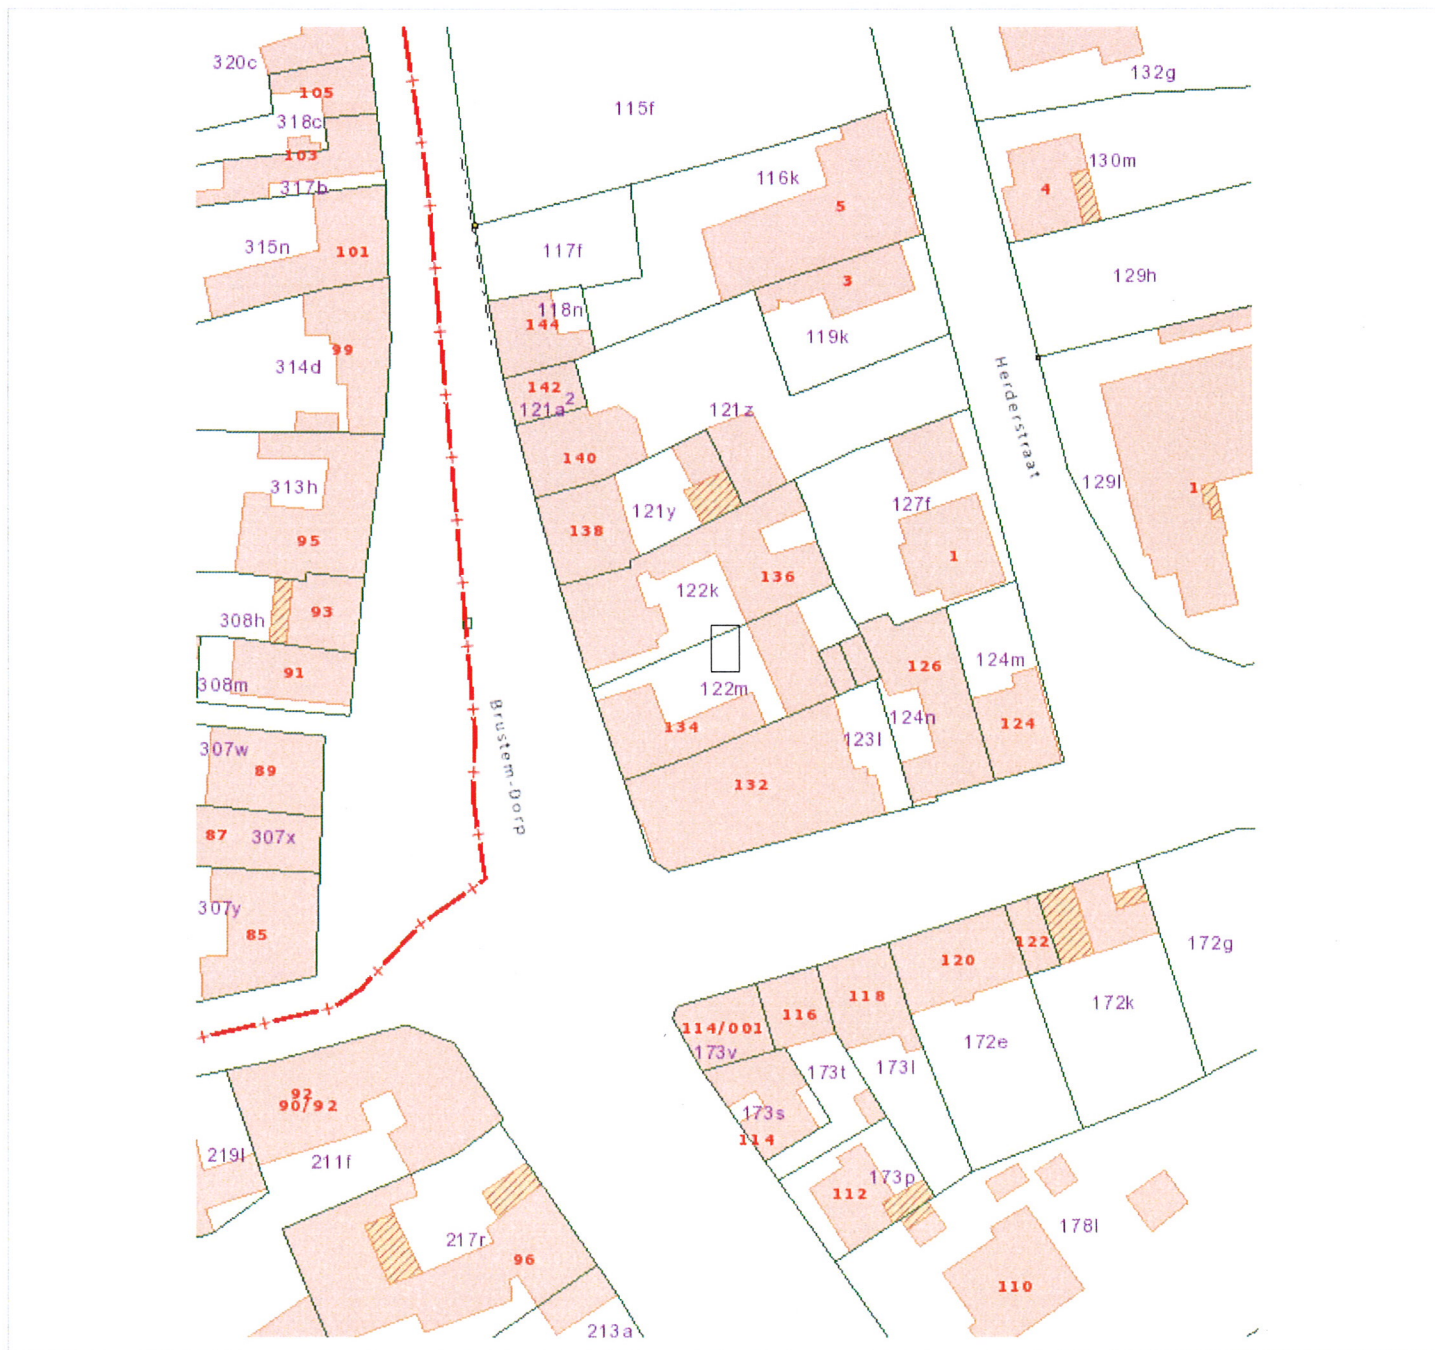 320c
132g
105
115f
318c
103
130m
116k
317b
4
5
315n
101
117f
129h
3
118n
144
119k
99
314d
Herderstraat
142
121a²
121z
140
313h
129l
1
127f
121y
138
95
1
136
122k
93
308h
124m
126
91
308m
122m
124n
124
134
123l
Brustem-Dorp
307w
89
132
87
307x
307y
85
122
172g
120
118
172k
116
114/001
172e
173v
173t
173l
92
90/92
173s
114
219l
211f
173p
112
178l
217r
96
110
213a